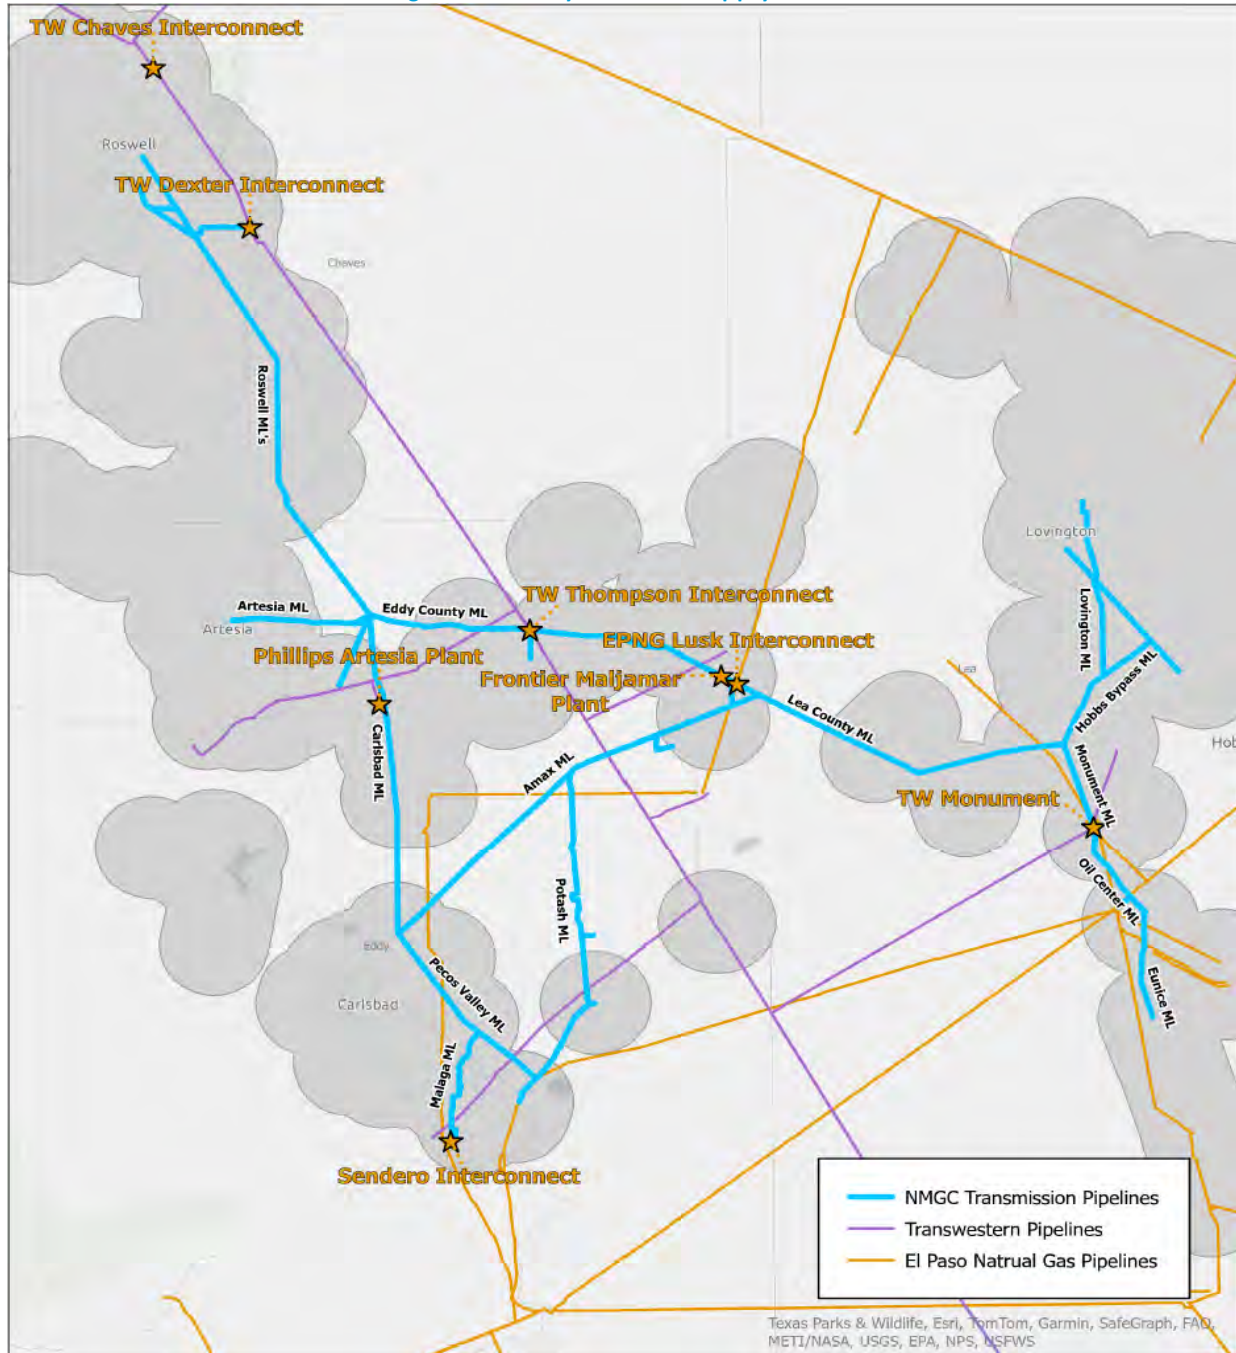 TW Chaves Interconnect
Roswell
TW Dexter Interconnect
Chaves
Roswell ML's
Lovington
TW Thompson Interconnect
Artesia ML
Eddy County ML
Artesia
EPNG Lusk Interconnect
Phillips Artesia Plant
Frontier Maljamar
Plant
Lea
Lovington ML
Hobbs Bypass ML
Lea County ML
Carlsbad ML
Amax ML
Monument ML
TW Monument
Oil Center ML
Potash ML
Eddy
Pecos Valley ML
Carlsbad
Eunice ML
Malaga ML
Sendero Interconnect
NMGC Transmission Pipelines
Transwestern Pipelines
El Paso Natrual Gas Pipelines
Texas Parks & Wildlife, Esri, TomTom, Garmin, SafeGraph, FAO,
METI/NASA, USGS, EPA, NPS, USFWS